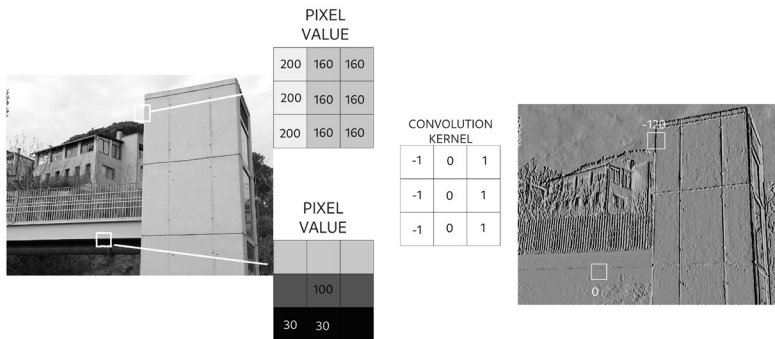 PIXEL
VALUE
200 160 160
200 160 160
200 160 160
PIXEL
VALUE
100
30 30
CONVOLUTION
KERNEL
-1 0 1
-1 0 1
-1 0 1
-120
0